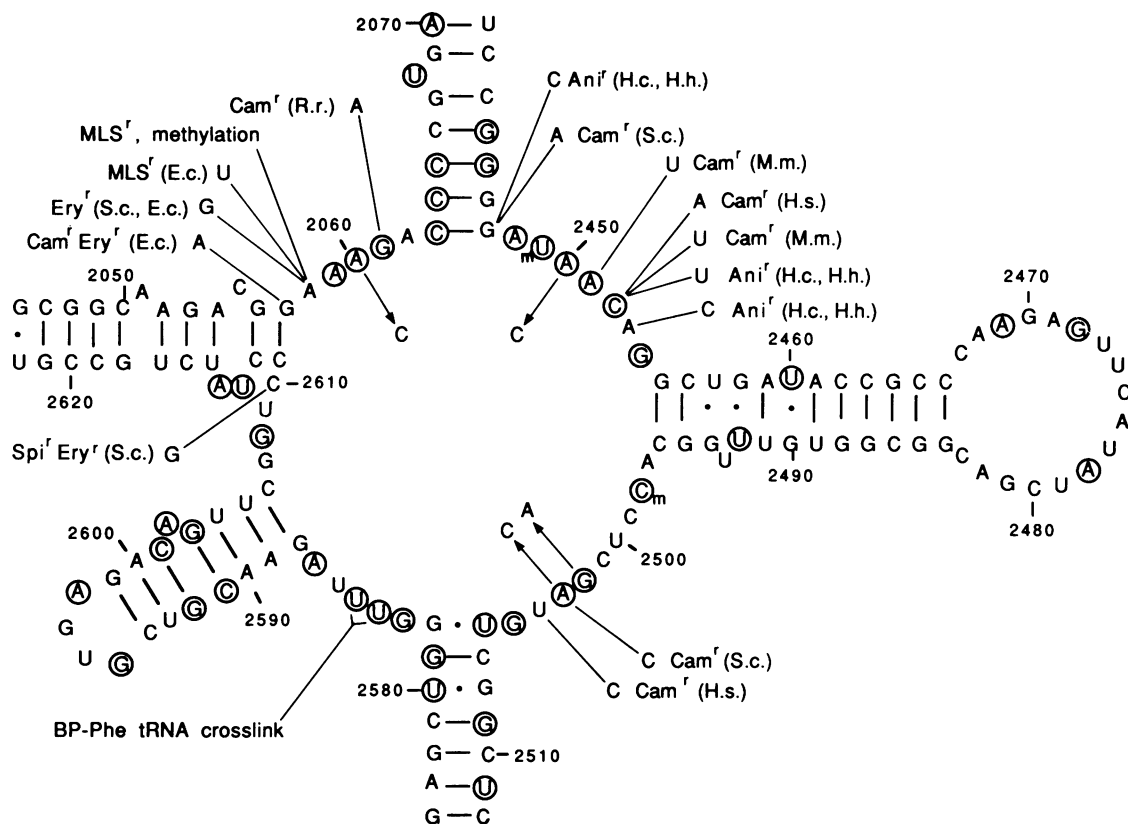 2070 A U
G C
U
G C
C G
C G
C G
C G
C Ani^r (H.c., H.h.)
Cam^r (R.r.) A
A Cam^r (S.c.)
MLS^r, methylation
U Cam^r (M.m.)
MLS^r (E.c.) U
A Cam^r (H.s.)
Ery^r (S.c., E.c.) G
U Cam^r (M.m.)
Cam^r Ery^r (E.c.) A
U Ani^r (H.c., H.h.)
C Ani^r (H.c., H.h.)
2060
A A A G A C G A m U A A C A G
2450
2050
G C G G C A A G A C G G
U G C C G U C U A U C C C
2620
2610
C C
2460
2470
G C U G A U A C C G C C C A A G A G U U C A U A U C G A C
C G G U U G U G G C G G
2490
2480
U
G
G
C
Spi^r Ery^r (S.c.) G
A
C m
C
U
C
2500
A
C
G
A
U
G
U
2600
A G U U
C A
A G
G
U
G
C U G C A A G A U U U G G
2590
C Cam^r (S.c.)
C Cam^r (H.s.)
BP-Phe tRNA crosslink
G C
2580 U G
C G
G C 2510
A U
G C